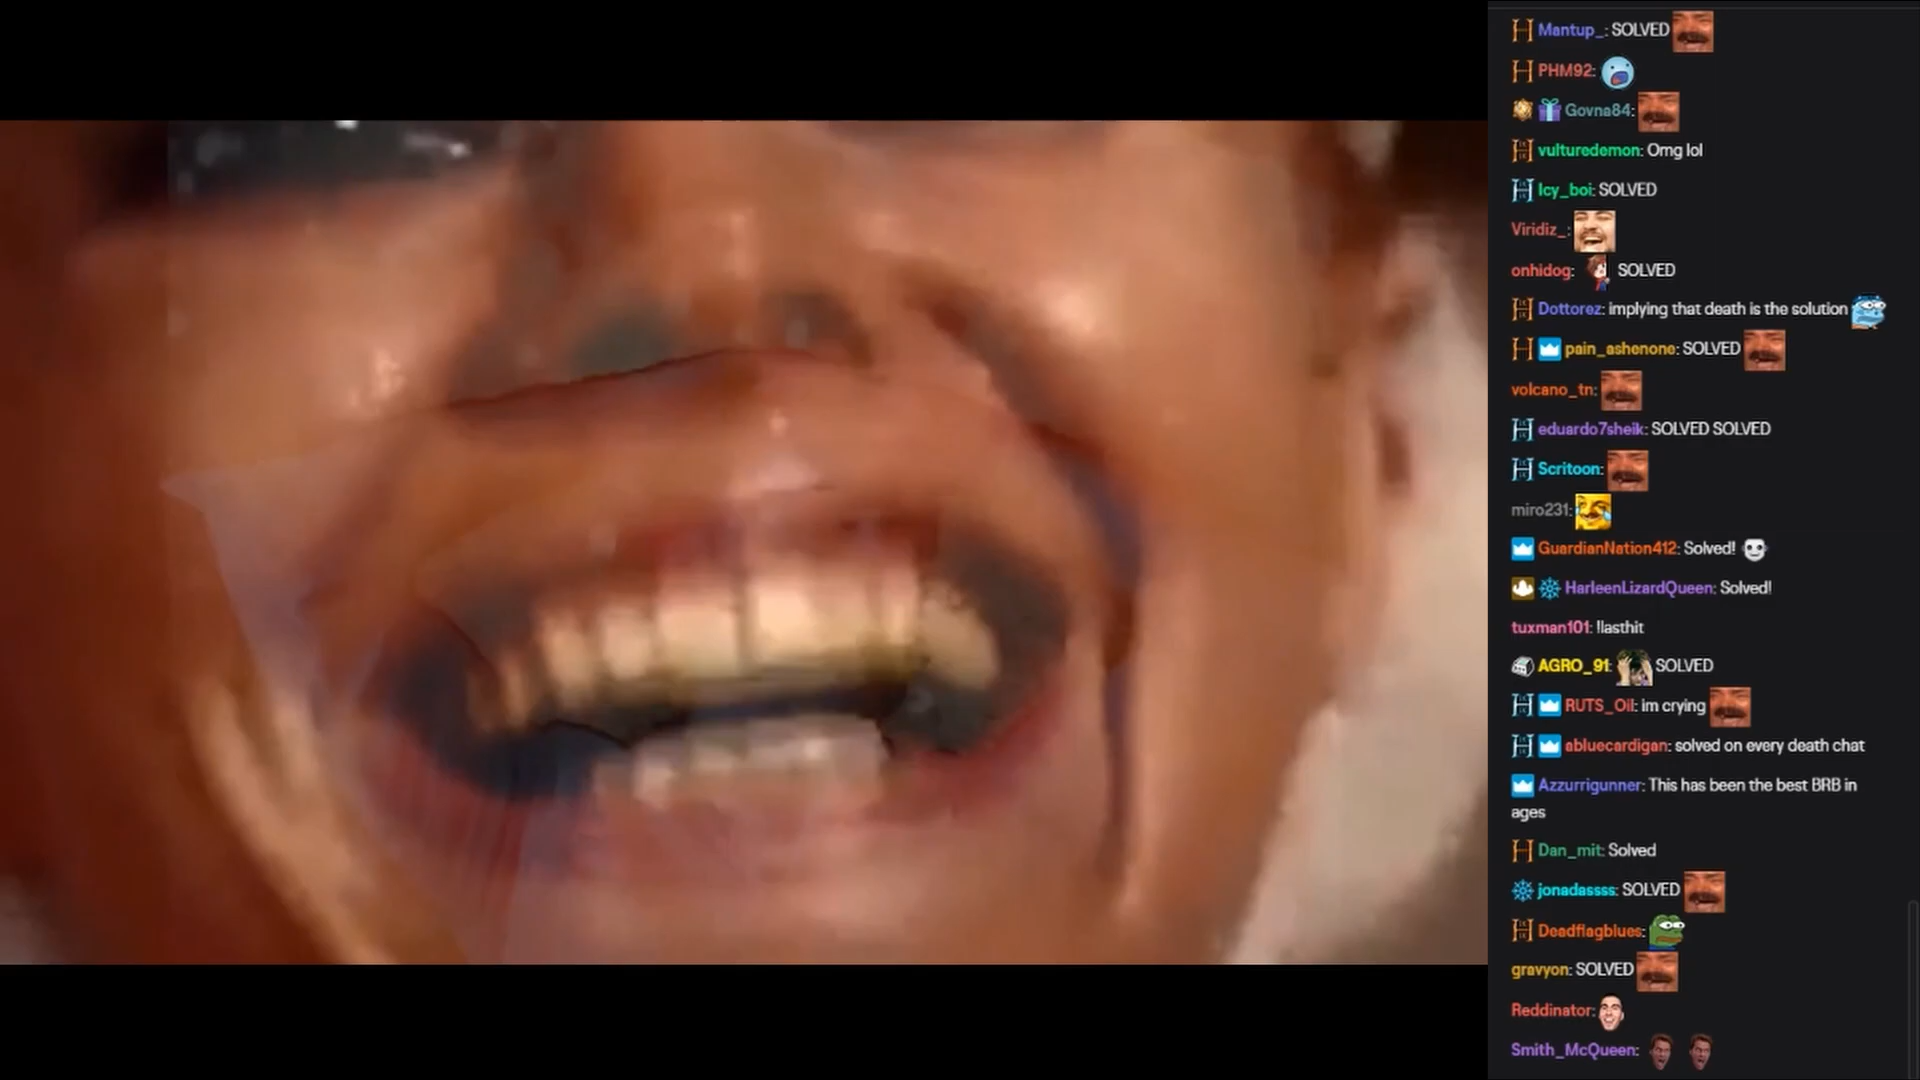 Mantup_: SOLVED
PHM92:
Govna84:
vulturedemon: Omg lol
Icy_boi: SOLVED
Viridiz_:
onhidog: SOLVED
Dottorez: implying that death is the solution
pain_ashenone: SOLVED
volcano_tn:
eduardo7sheik: SOLVED SOLVED
Scritoon:
miro231:
GuardianNation412: Solved!
HarleenLizardQueen: Solved!
tuxman101: !lasthit
AGRO_91: SOLVED
RUTS_Oil: im crying
abluecardigan: solved on every death chat
Azzurrigunner: This has been the best BRB in
ages
Dan_mit: Solved
jonadassss: SOLVED
Deadflagblues:
gravyon: SOLVED
Reddinator:
Smith_McQueen: